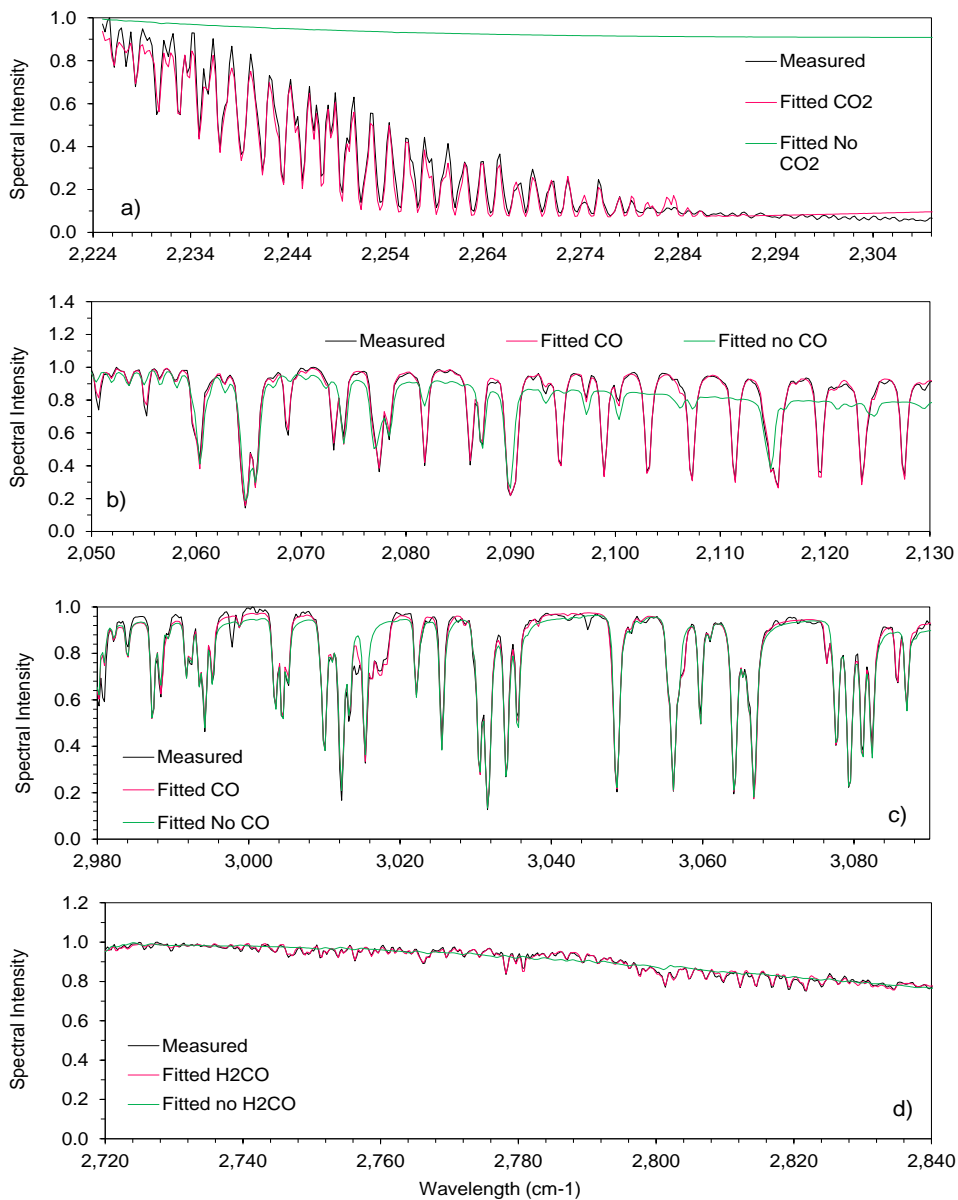 1.0
0.8
0.6
0.4
0.2
0.0
Spectral Intensity
Measured
Fitted CO2
Fitted No
CO2
a)
2,224 2,234 2,244 2,254 2,264 2,274 2,284 2,294 2,304
1.4
1.2
1.0
0.8
0.6
0.4
0.2
0.0
Spectral Intensity
Measured Fitted CO Fitted no CO
b)
2,050 2,060 2,070 2,080 2,090 2,100 2,110 2,120 2,130
1.0
0.8
0.6
0.4
0.2
0.0
Spectral Intensity
Measured
Fitted CO
Fitted No CO
c)
2,980 3,000 3,020 3,040 3,060 3,080
1.2
1.0
0.8
0.6
0.4
0.2
0.0
Spectral Intensity
Measured
Fitted H2CO
Fitted no H2CO
d)
2,720 2,740 2,760 2,780 2,800 2,820 2,840
Wavelength (cm-1)